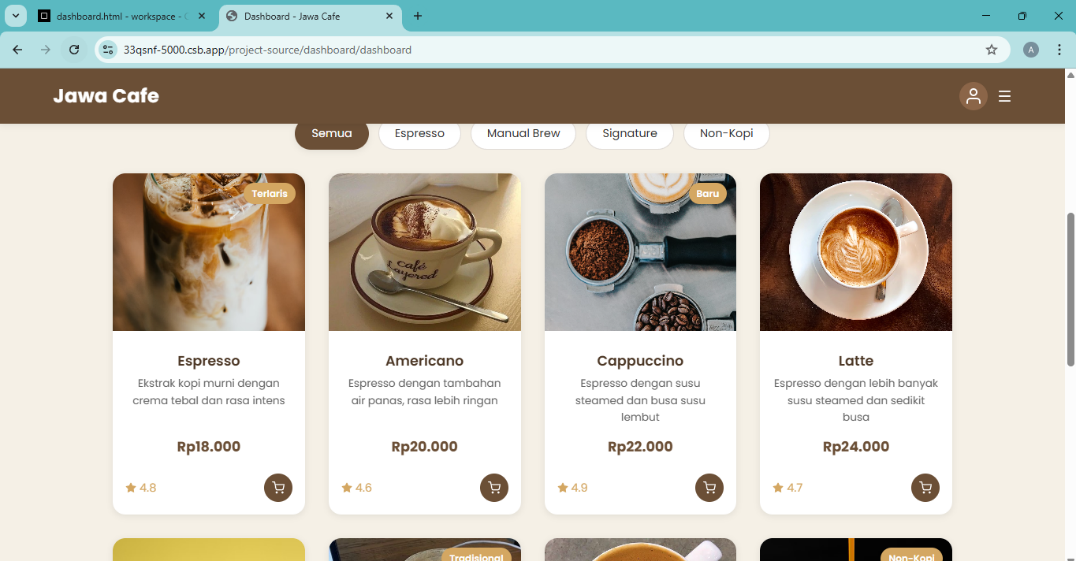 dashboard.html - workspace -
Dashboard - Jawa Cafe
33qsnf-5000.csb.app/project-source/dashboard/dashboard
A
Jawa Cafe
Semua
Espresso
Manual Brew
Signature
Non-Kopi
Terlaris
Baru
Café
Layered
Espresso
Ekstrak kopi murni dengan
crema tebal dan rasa intens
Rp18.000
4.8
Americano
Espresso dengan tambahan
air panas, rasa lebih ringan
Rp20.000
4.6
Cappuccino
Espresso dengan susu
steamed dan busa susu
lembut
Rp22.000
4.9
Latte
Espresso dengan lebih banyak
susu steamed dan sedikit
busa
Rp24.000
4.7
Tradisional
Non-Kopi